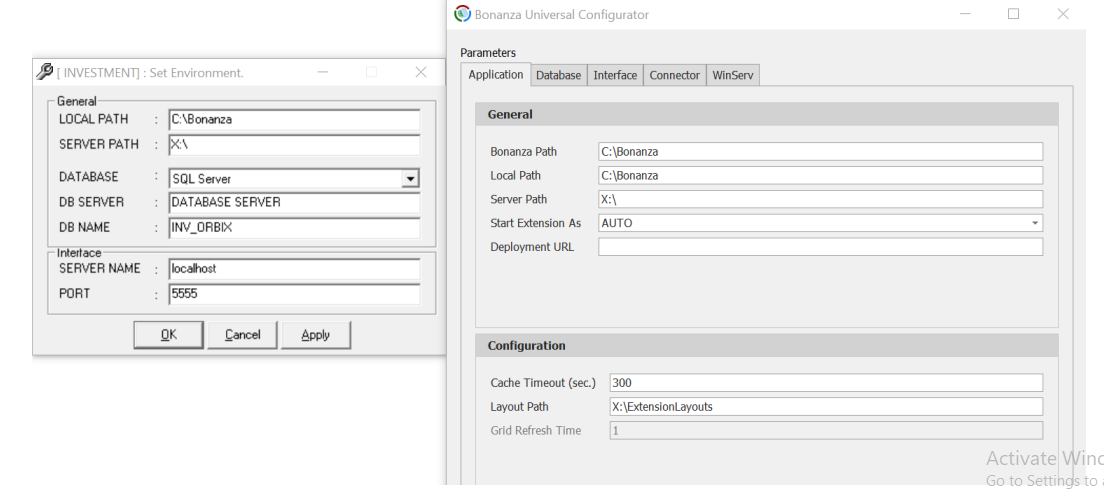 [ INVESTMENT] : Set Environment.
General
LOCAL PATH : C:\Bonanza
SERVER PATH : X:\
DATABASE : SQL Server
DB SERVER : DATABASE SERVER
DB NAME : INV_ORBIX
Interface
SERVER NAME : localhost
PORT : 5555
OK Cancel Apply
Bonanza Universal Configurator
Parameters
Application Database Interface Connector WinServ
General
Bonanza Path C:\Bonanza
Local Path C:\Bonanza
Server Path X:\
Start Extension As AUTO
Deployment URL
Configuration
Cache Timeout (sec.) 300
Layout Path X:\ExtensionLayouts
Grid Refresh Time 1
Activate Wind
Go to Settings to a